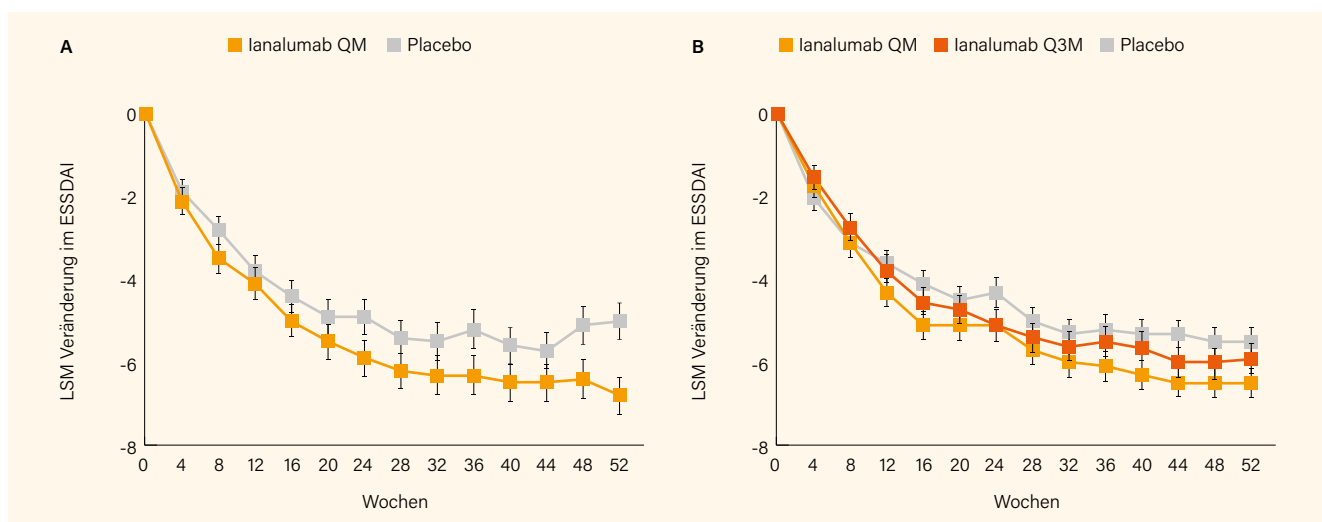 A
Ianalumab QM Placebo
LSM Veränderung im ESSDAI
0
-2
-4
-6
-8
0 4 8 12 16 20 24 28 32 36 40 44 48 52
Wochen
B
Ianalumab QM Ianalumab Q3M Placebo
LSM Veränderung im ESSDAI
0
-2
-4
-6
-8
0 4 8 12 16 20 24 28 32 36 40 44 48 52
Wochen